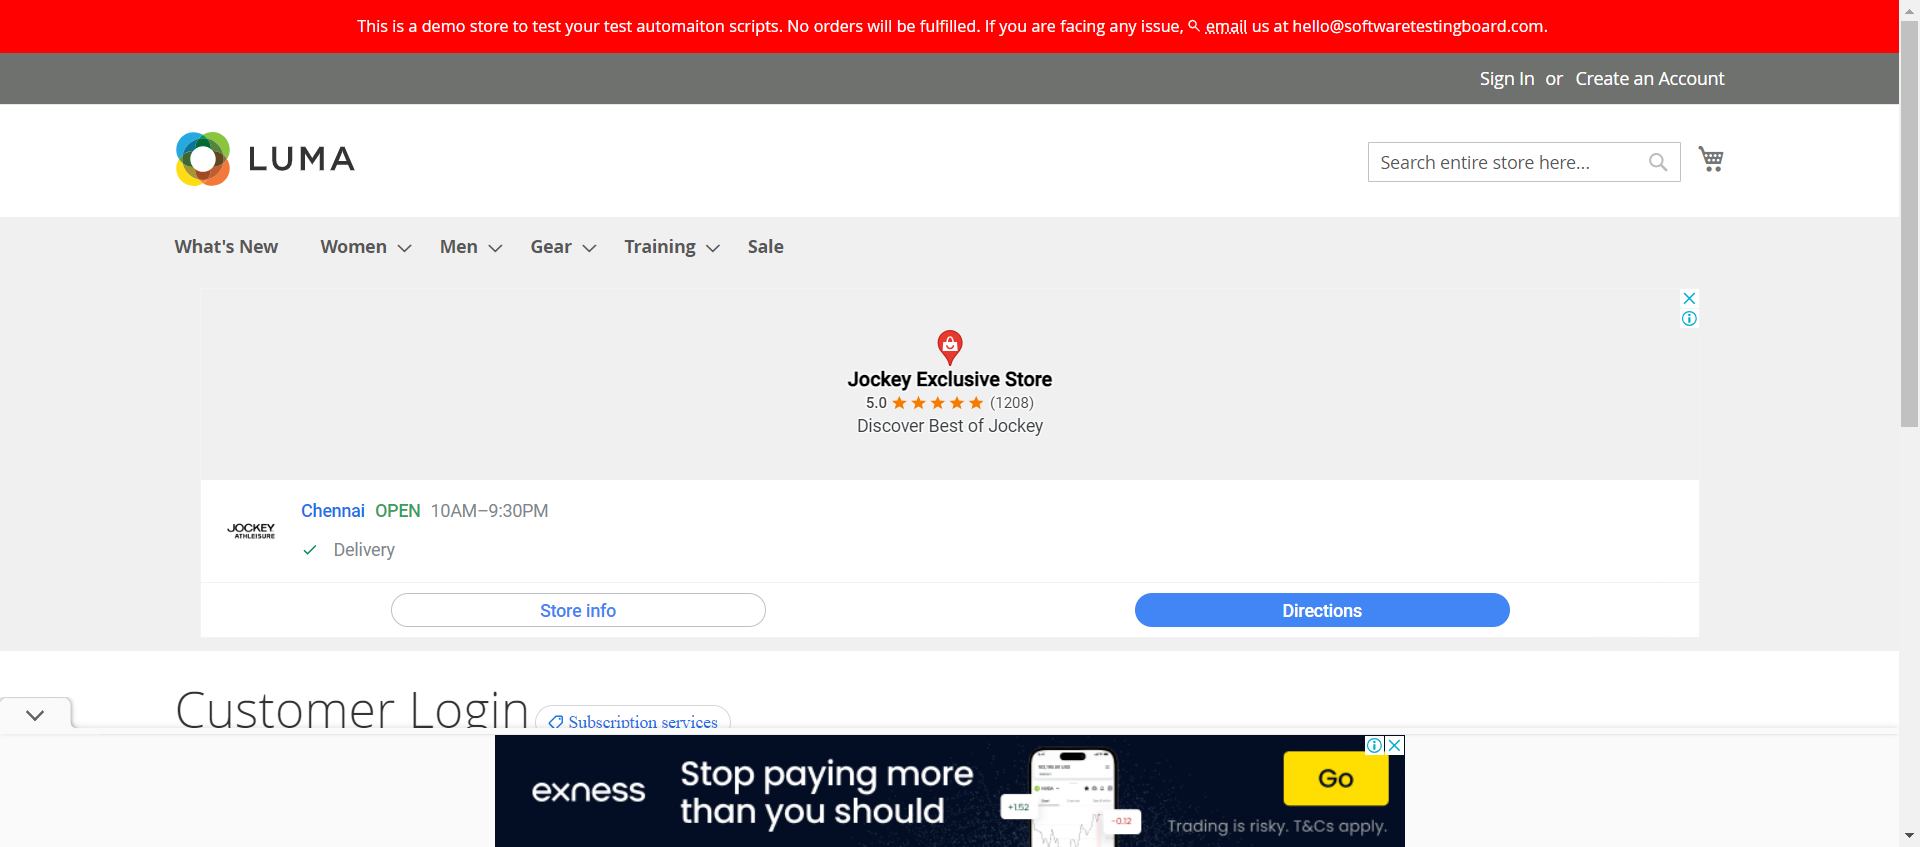 This is a demo store to test your test automaiton scripts. No orders will be fulfilled. If you are facing any issue, email us at hello@softwaretestingboard.com.
Sign In or Create an Account
LUMA
Search entire store here...
What's New Women Men Gear Training Sale
Jockey Exclusive Store
5.0 (1208)
Discover Best of Jockey
JOCKEY
ATHLEISURE
Chennai OPEN 10AM–9:30PM
Delivery
Store info Directions
Customer Login Subscription services
exness
Stop paying more
than you should
+1.52
-0.12
Go
Trading is risky. T&Cs apply.